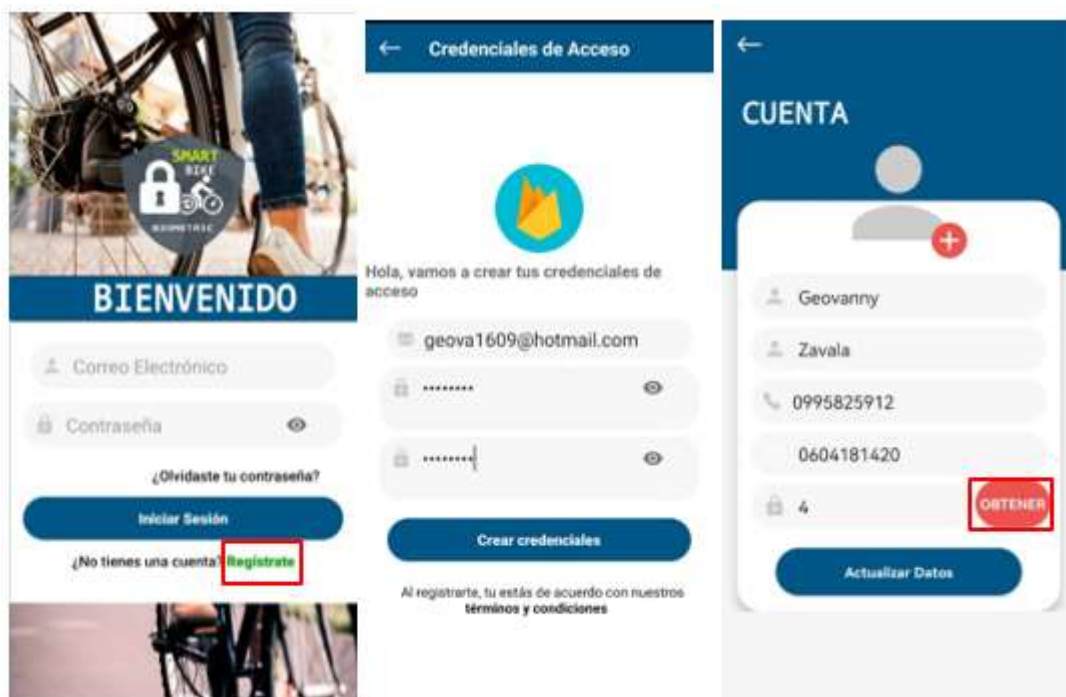 SMART
BIKE
BIOMETRIC
BIENVENIDO
Correo Electrónico
Contraseña
¿Olvidaste tu contraseña?
Iniciar Sesión
¿No tienes una cuenta? Regístrate
Credenciales de Acceso
Hola, vamos a crear tus credenciales de
acceso
geova1609@hotmail.com
••••••••
••••••••
Crear credenciales
Al registrarte, tu estás de acuerdo con nuestros
términos y condiciones
CUENTA
Geovanny
Zavala
0995825912
0604181420
4
OBTENER
Actualizar Datos